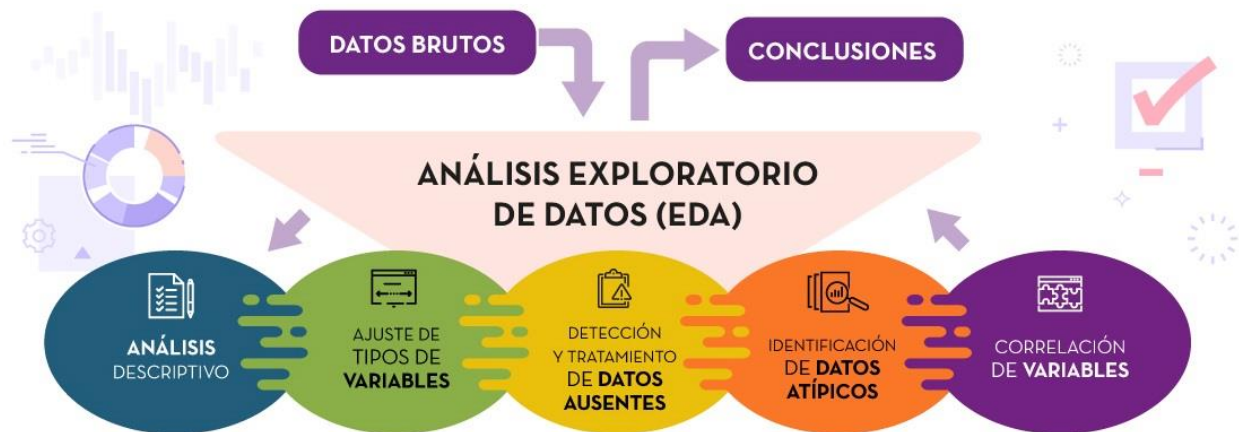 DATOS BRUTOS
CONCLUSIONES
ANÁLISIS EXPLORATORIO
DE DATOS (EDA)
ANÁLISIS
DESCRIPTIVO
AJUSTE DE
TIPOS DE
VARIABLES
DETECCIÓN
Y TRATAMIENTO
DE DATOS
AUSENTES
IDENTIFICACIÓN
DE DATOS
ATÍPICOS
CORRELACIÓN
DE VARIABLES